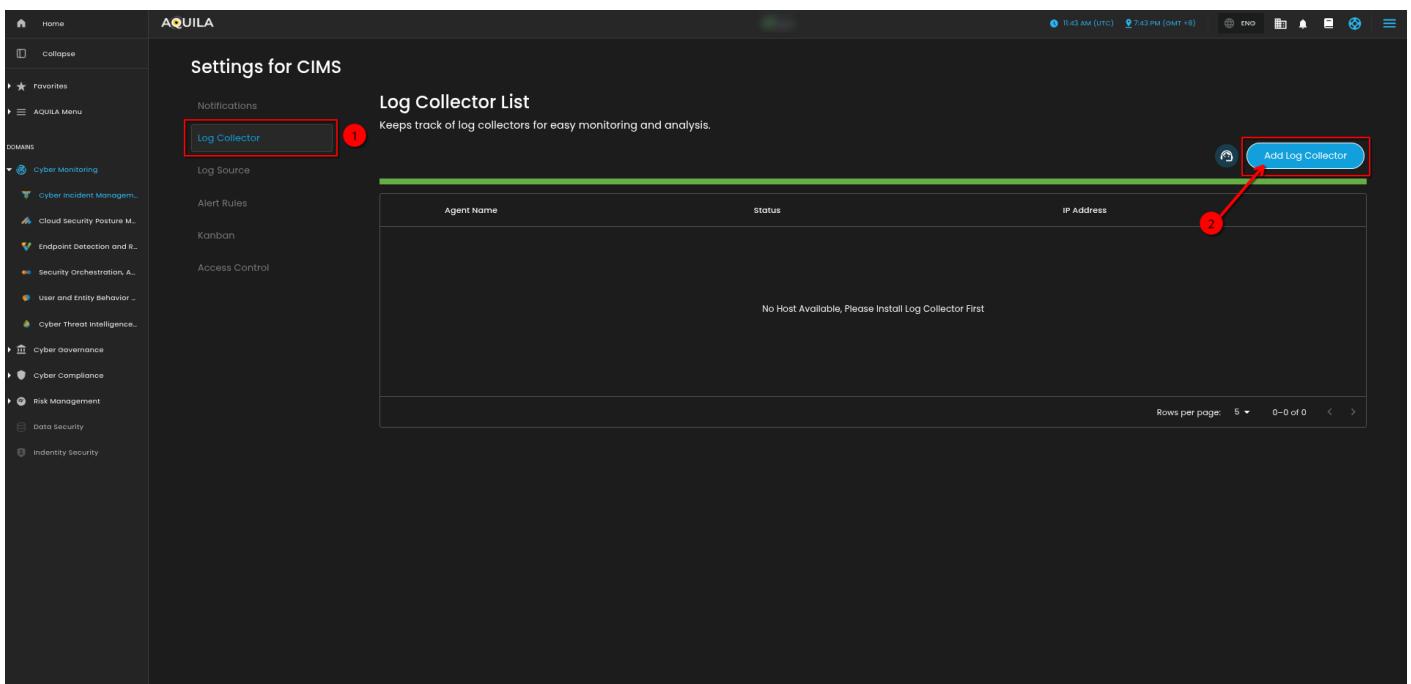 Home
AQUILA
11:43 AM (UTC)
7:43 PM (GMT +8)
ENG
Collapse
Favorites
AQUILA Menu
DOMAINS
Cyber Monitoring
Cyber Incident Managem...
Cloud Security Posture M...
Endpoint Detection and R...
Security Orchestration, A...
User and Entity Behavior ...
Cyber Threat Intelligence...
Cyber Governance
Cyber Compliance
Risk Management
Data Security
Indentity Security
Settings for CIMS
Notifications
Log Collector
1
Log Source
Alert Rules
Kanban
Access Control
Log Collector List
Keeps track of log collectors for easy monitoring and analysis.
Add Log Collector
2
Agent Name
Status
IP Address
No Host Available, Please Install Log Collector First
Rows per page: 5
0–0 of 0